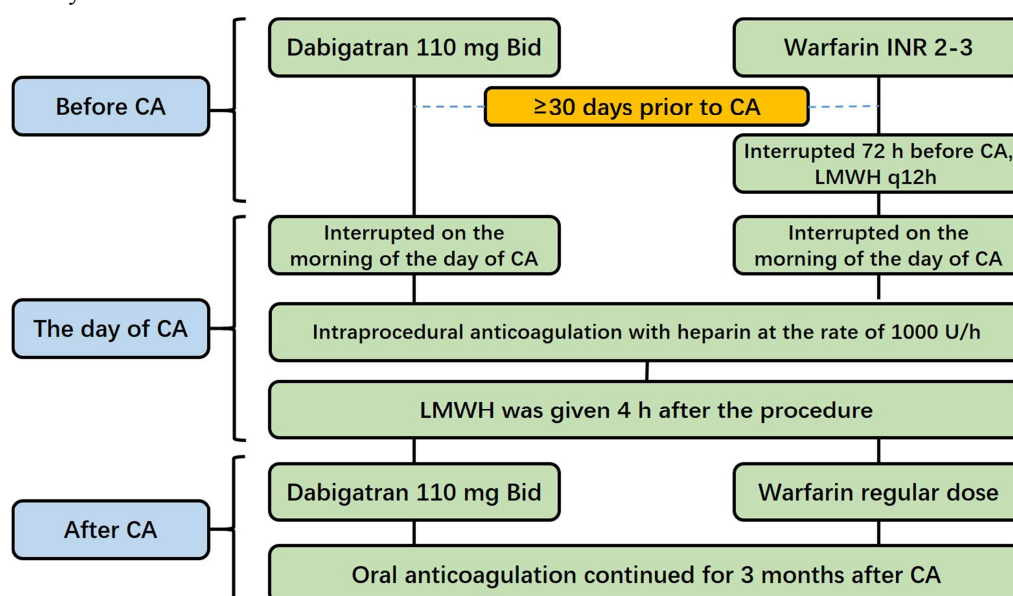 Dabigatran 110 mg Bid
Warfarin INR 2-3
Before CA
≥30 days prior to CA
Interrupted 72 h before CA,
LMWH q12h
Interrupted on the
morning of the day of CA
Interrupted on the
morning of the day of CA
The day of CA
Intraprocedural anticoagulation with heparin at the rate of 1000 U/h
LMWH was given 4 h after the procedure
Dabigatran 110 mg Bid
Warfarin regular dose
After CA
Oral anticoagulation continued for 3 months after CA